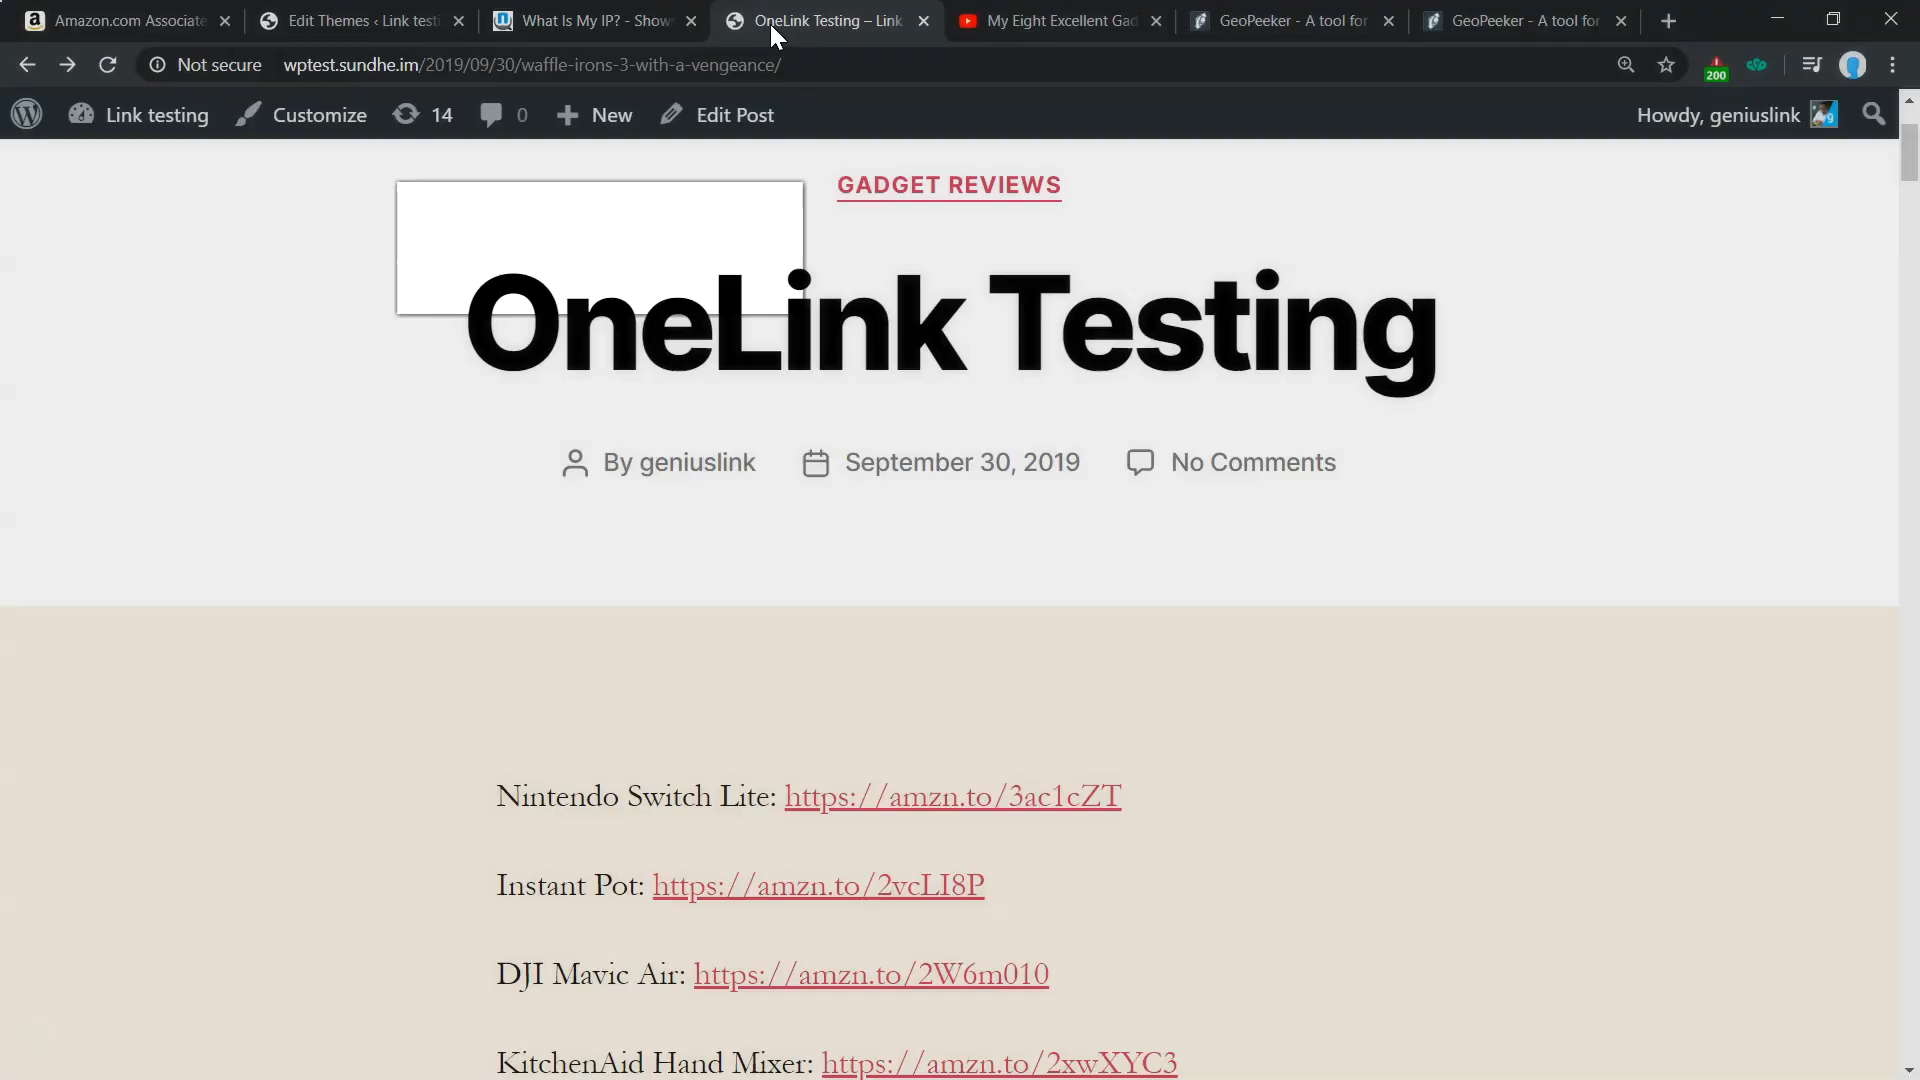 Amazon.com Associate
Edit Themes ‹ Link testi
What Is My IP? - Show
OneLink Testing – Link
My Eight Excellent Gad
GeoPeeker - A tool for
GeoPeeker - A tool for
Not secure
wptest.sundhe.im/2019/09/30/waffle-irons-3-with-a-vengeance/
200
Link testing
Customize
14
0
New
Edit Post
Howdy, geniuslink
GADGET REVIEWS
OneLink Testing
By geniuslink
September 30, 2019
No Comments
Nintendo Switch Lite: https://amzn.to/3ac1cZT
Instant Pot: https://amzn.to/2vcLI8P
DJI Mavic Air: https://amzn.to/2W6m010
KitchenAid Hand Mixer: https://amzn.to/2xwXYC3